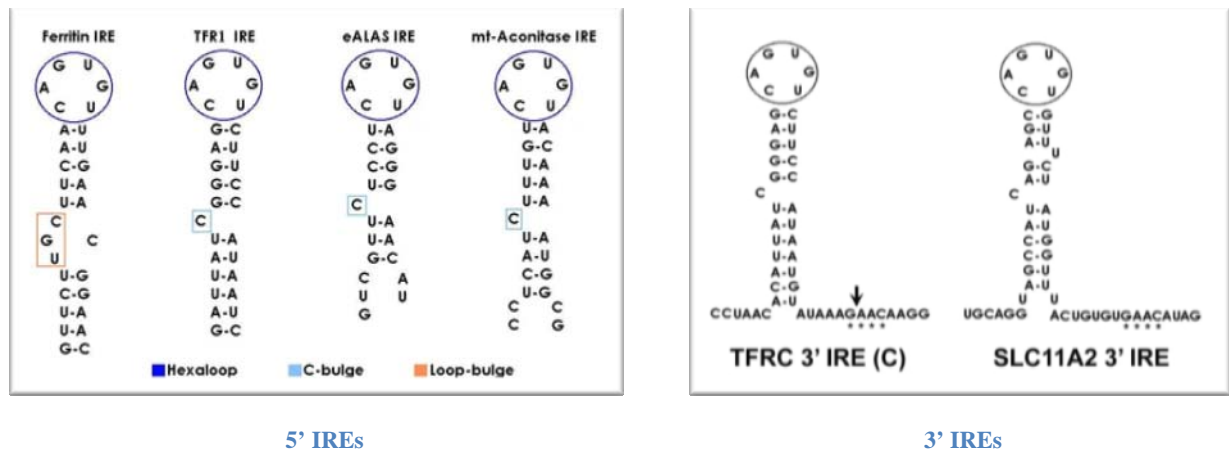 Ferritin IRE
G U
A G
C U
A-U
A-U
C-G
U-A
U-A
C
G C
U
U-G
C-G
U-A
U-A
G-C
TFR1 IRE
G U
A G
C U
G-C
A-U
G-U
G-C
G-C
C
U-A
A-U
U-A
U-A
A-U
G-C
eALAS IRE
G U
A G
C U
U-A
C-G
C-G
U-G
C
U-A
U-A
G-C
C A
U U
G
mt-Aconitase IRE
G U
A G
C U
U-A
G-C
U-A
U-A
U-A
C
U-A
A-U
C-G
U-G
C C
C G
Hexaloop
C-bulge
Loop-bulge
5’ IREs
G U
A G
C U
G-C
A-U
G-U
G-C
G-C
C
U-A
A-U
U-A
CCUAAC AUAAAGAACAAGG
****
TFRC 3’ IRE (C)
G U
A G
C U
C-G
G-U
A-U
U
G-C
A-U
C
U-A
UGCAGG ACUGUGUGAACAUAG
****
SLC11A2 3’ IRE
3’ IREs